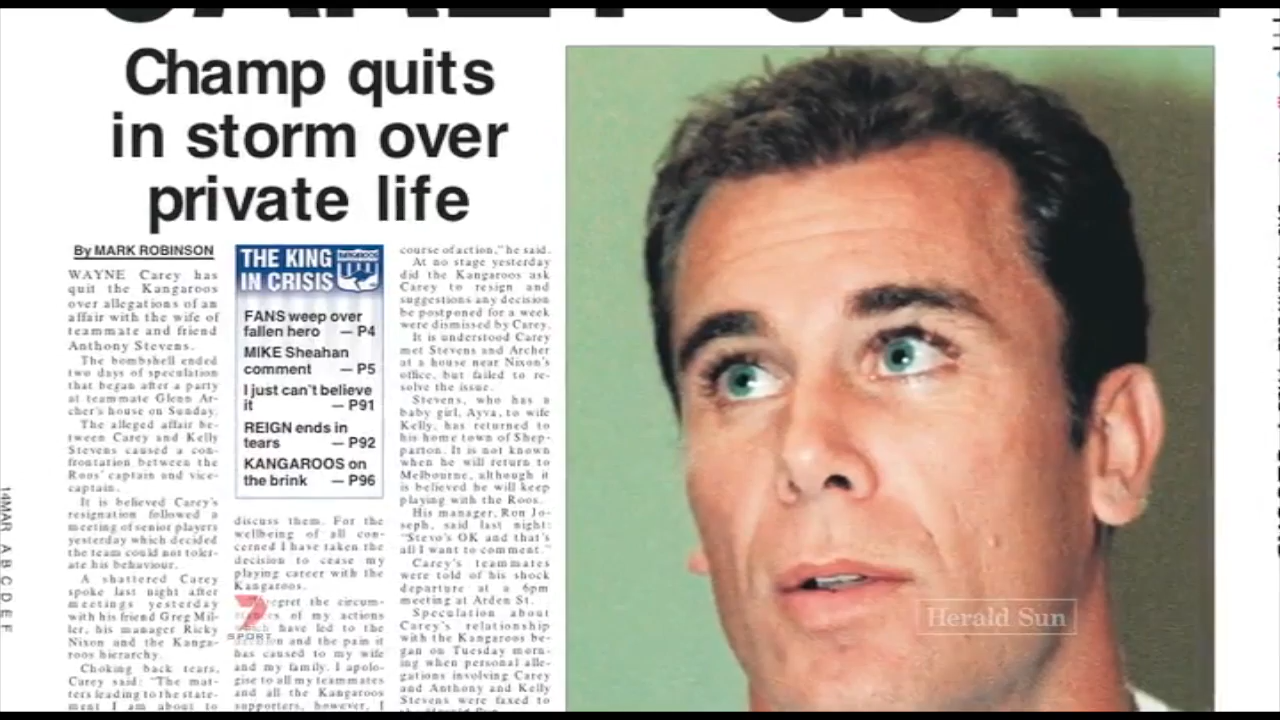 Champ quits
in storm over
private life
By MARK ROBINSON
WAYNE Carey has
quit the Kangaroos
over allegations of an
affair with the wife of
teammate and friend
Anthony Stevens.
The bombshell ended
two days of speculation
that began after a party
at teammate Glenn Ar-
cher's house on Sunday.
The alleged affair be-
tween Carey and Kelly
Stevens caused a con-
frontation between the
Roos' captain and vice-
captain.
It is believed Carey's
resignation followed a
meeting of senior players
yesterday which decided
the team could not toler-
ate his behaviour.
A shattered Carey
spoke last night after
meetings yesterday
with his friend Greg Mil-
ler, his manager Ricky
Nixon and the Kanga-
roos hierarchy.
Choking back tears,
Carey said: "The mat-
ters leading to the state-
ment I am about to
THE KING
IN CRISIS
KANGAROOS
FANS weep over
fallen hero — P4
MIKE Sheahan
comment — P5
I just can't believe
it — P91
REIGN ends in
tears — P92
KANGAROOS on
the brink — P96
discuss them. For the
wellbeing of all con-
cerned I have taken the
decision to cease my
playing career with the
Kangaroos.
regret the circum-
of my actions
have led to the
and the pain it
has caused to my wife
and my family. I apolo-
gise to all my teammates
and all the Kangaroos
supporters, however, I
course of action," he said.
At no stage yesterday
did the Kangaroos ask
Carey to resign and
suggestions any decision
be postponed for a week
were dismissed by Carey.
It is understood Carey
met Stevens and Archer
at a house near Nixon's
office, but failed to re-
solve the issue.
Stevens, who has a
baby girl, Ayva, to wife
Kelly, has returned to
his home town of Shep-
parton. It is not known
when he will return to
Melbourne, although it
is believed he will keep
playing with the Roos.
His manager, Ron Jo-
seph, said last night:
"Stevo's OK and that's
all I want to comment."
Carey's teammates
were told of his shock
departure at a 6pm
meeting at Arden St.
Speculation about
Carey's relationship
with the Kangaroos be-
gan on Tuesday morn-
ing when personal alle-
gations involving Carey
and Anthony and Kelly
Stevens were faxed to
14MAR A B C D E F
7
SPORT
Herald Sun